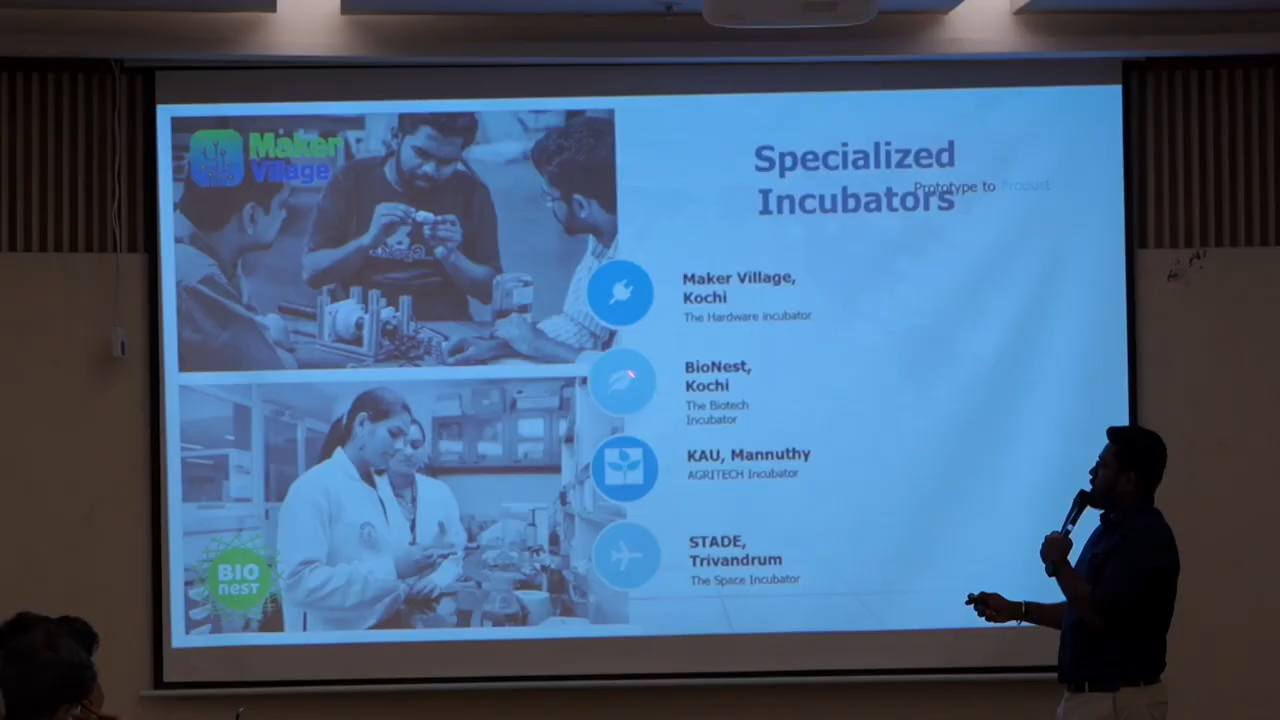 Maker
Village
Specialized
Incubators
Prototype to Product
Maker Village,
Kochi
The Hardware incubator
BioNest,
Kochi
The Biotech
Incubator
KAU, Mannuthy
AGRITECH Incubator
STADE,
Trivandrum
The Space Incubator
BIO
nEST